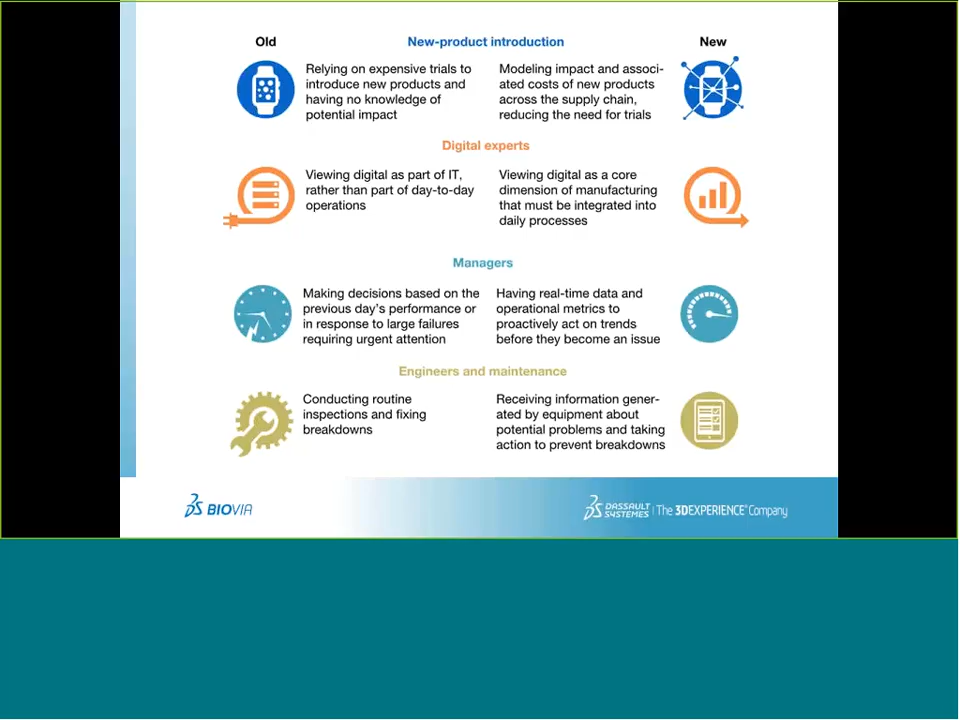 Old
New-product introduction
New
Relying on expensive trials to
introduce new products and
having no knowledge of
potential impact
Modeling impact and associ-
ated costs of new products
across the supply chain,
reducing the need for trials
Digital experts
Viewing digital as part of IT,
rather than part of day-to-day
operations
Viewing digital as a core
dimension of manufacturing
that must be integrated into
daily processes
Managers
Making decisions based on the
previous day's performance or
in response to large failures
requiring urgent attention
Having real-time data and
operational metrics to
proactively act on trends
before they become an issue
Engineers and maintenance
Conducting routine
inspections and fixing
breakdowns
Receiving information gener-
ated by equipment about
potential problems and taking
action to prevent breakdowns
3DS BIOVIA
3DS DASSAULT SYSTEMES | The 3DEXPERIENCE® Company